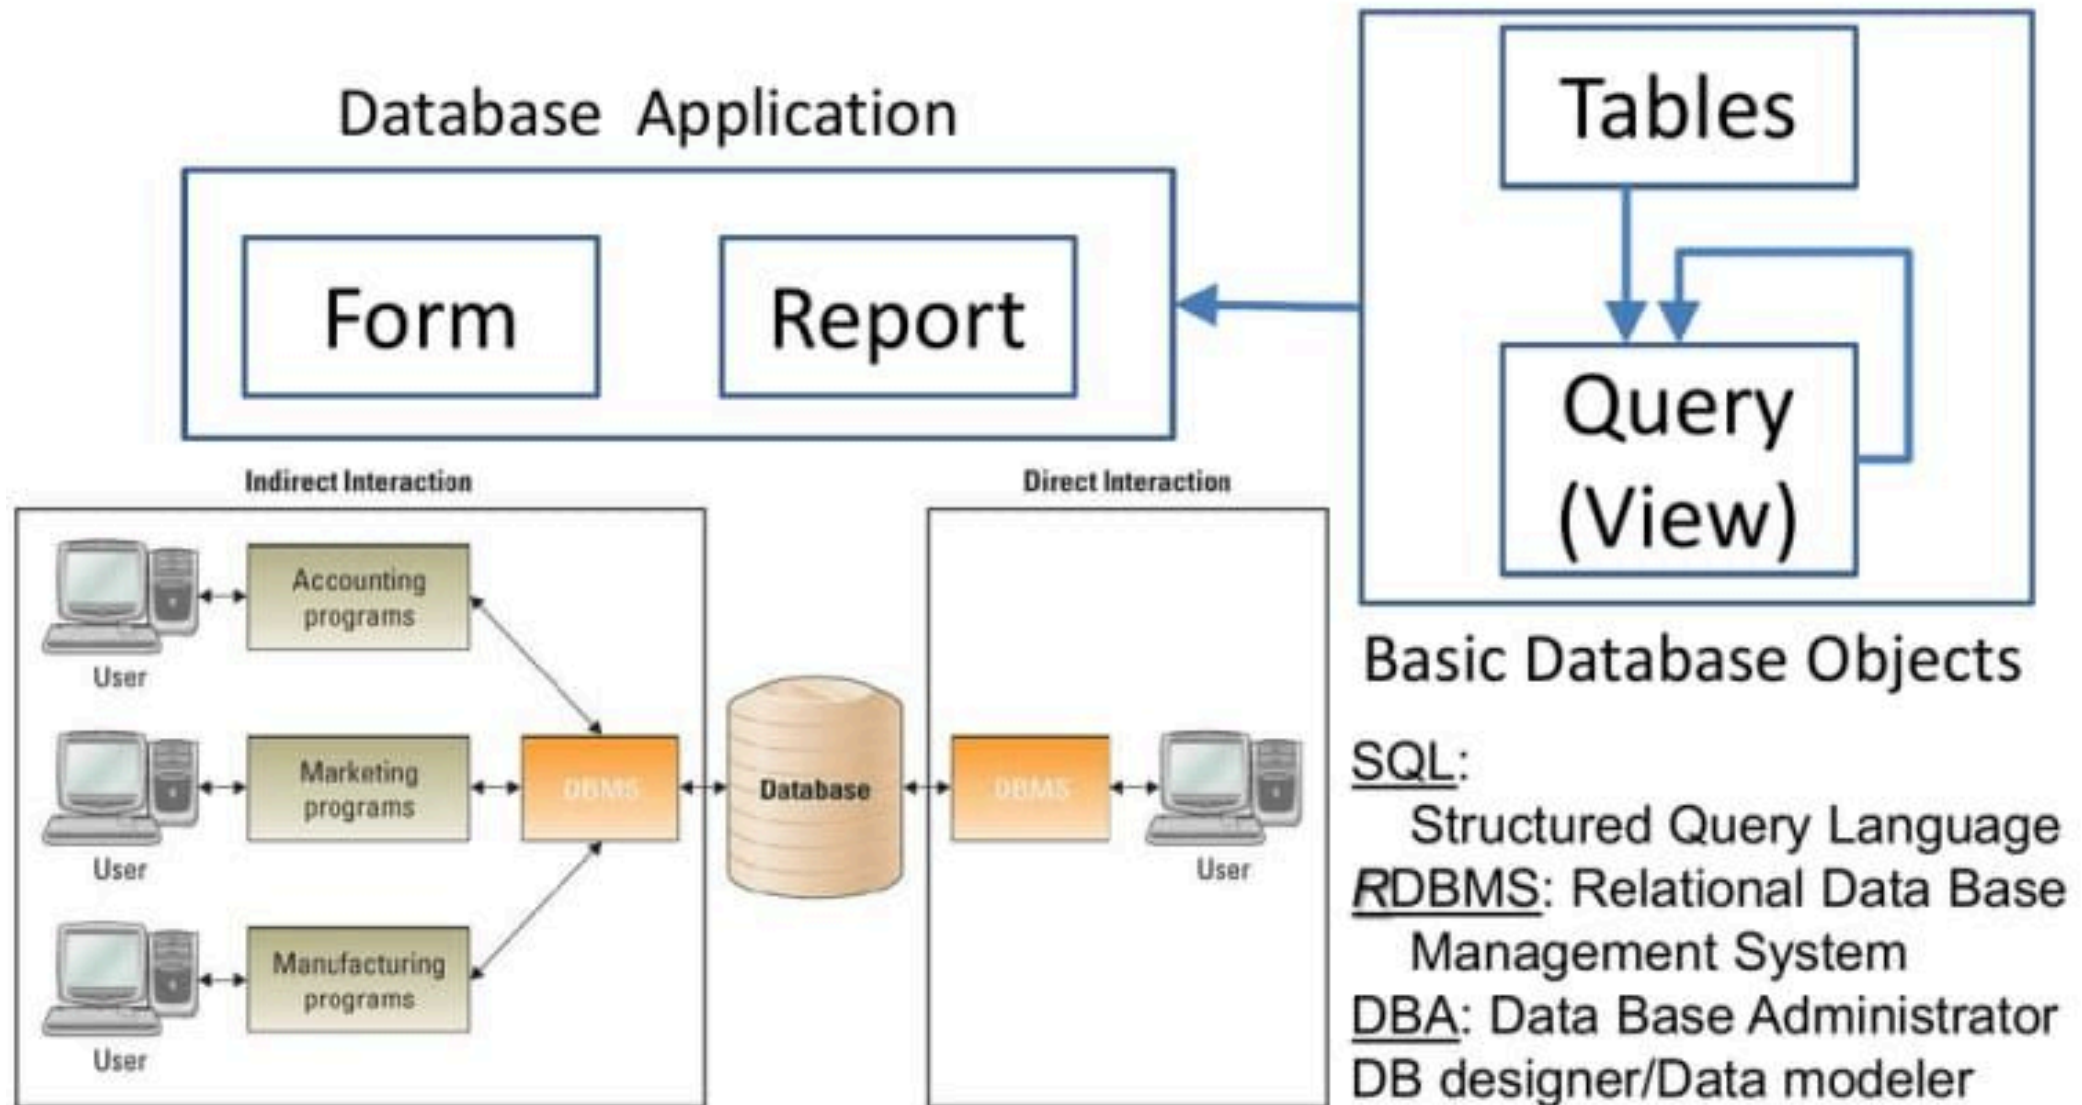 Database Application
Form
Report
Tables
Query
(View)
Basic Database Objects
Indirect Interaction
Direct Interaction
User
Accounting
programs
User
Marketing
programs
User
Manufacturing
programs
DBMS
Database
DBMS
User
SQL:
Structured Query Language
RDBMS: Relational Data Base
Management System
DBA: Data Base Administrator
DB designer/Data modeler